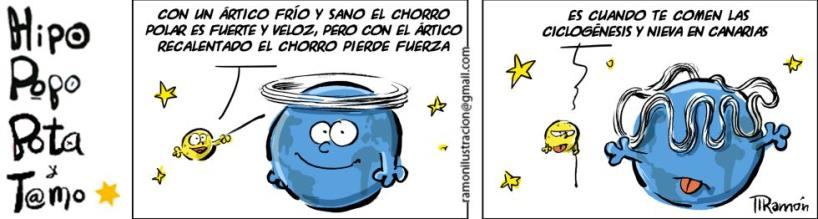 Hipo
Popo
Pota
y
T@mo
CON UN ÁRTICO FRÍO Y SANO EL CHORRO
POLAR ES FUERTE Y VELOZ, PERO CON EL ÁRTICO
RECALENTADO EL CHORRO PIERDE FUERZA
ramonilustracion@gmail.com
ES CUANDO TE COMEN LAS
CICLOGÉNESIS Y NIEVA EN CANARIAS